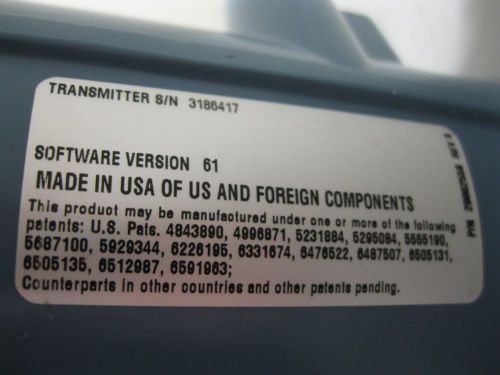 TRANSMITTER S/N 3186417
SOFTWARE VERSION 61
MADE IN USA OF US AND FOREIGN COMPONENTS
This product may be manufactured under one or more of the following
patents: U.S. Pats. 4843890, 4996871, 5231884, 5295084, 5555190,
5687100, 5929344, 6226195, 6331674, 6476522, 6487507, 6505131,
6505135, 6512987, 6591963;
Counterparts in other countries and other patents pending.
P/N REV